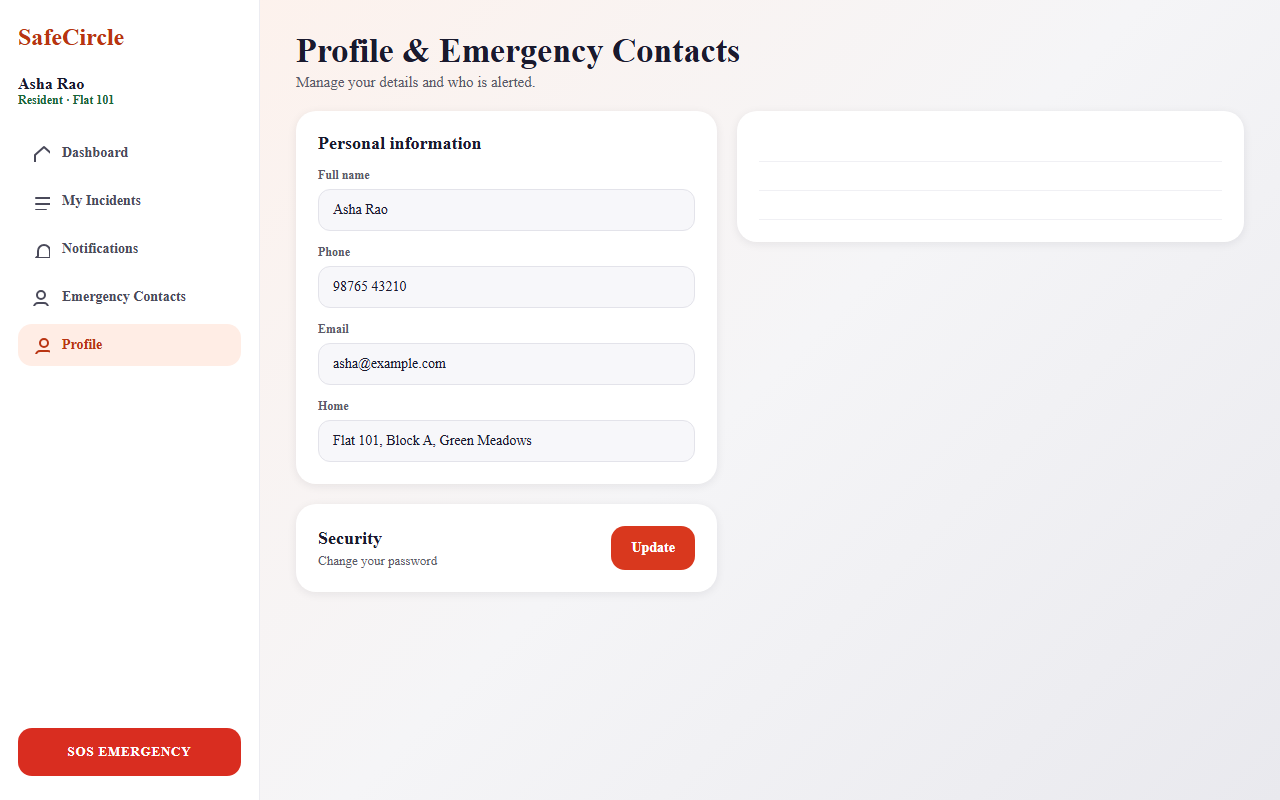 SafeCircle
Asha Rao
Resident · Flat 101
Dashboard
My Incidents
Notifications
Emergency Contacts
Profile
SOS EMERGENCY
Profile & Emergency Contacts
Manage your details and who is alerted.
Personal information
Full name
Asha Rao
Phone
98765 43210
Email
asha@example.com
Home
Flat 101, Block A, Green Meadows
Security
Change your password
Update